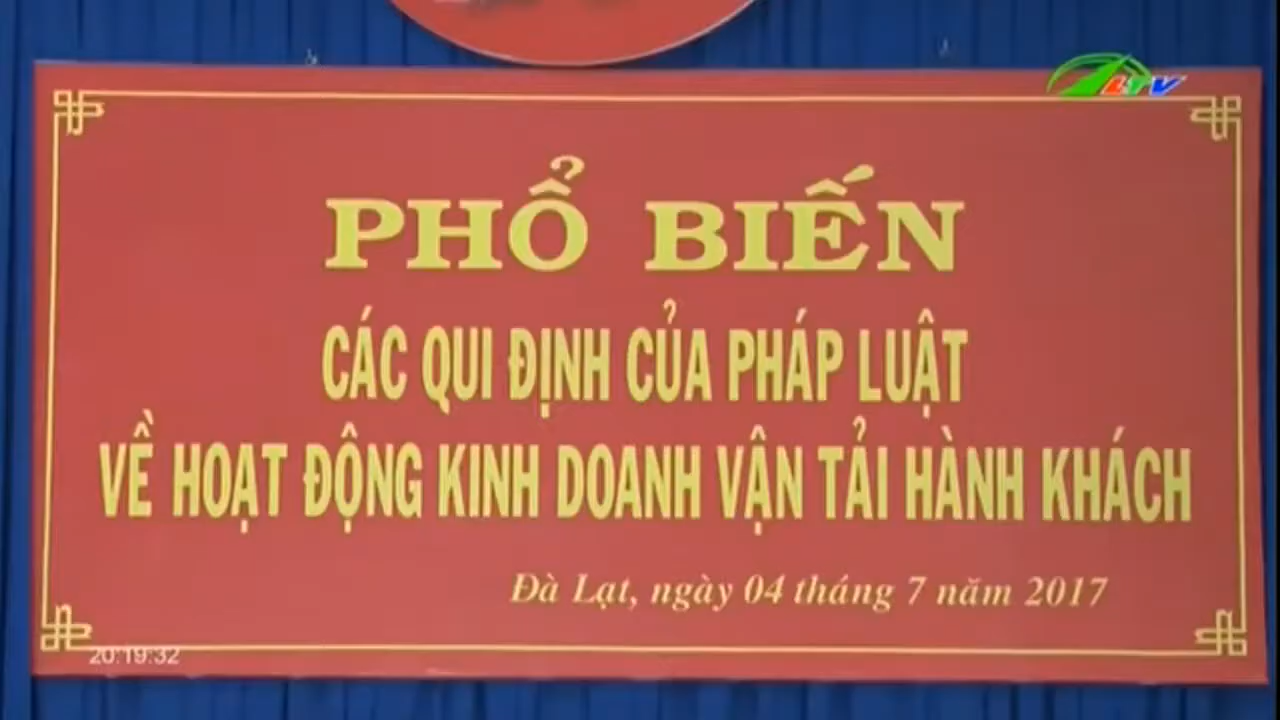 LTV
PHỔ BIẾN
CÁC QUI ĐỊNH CỦA PHÁP LUẬT
VỀ HOẠT ĐỘNG KINH DOANH VẬN TẢI HÀNH KHÁCH
Đà Lạt, ngày 04 tháng 7 năm 2017
20:19:32